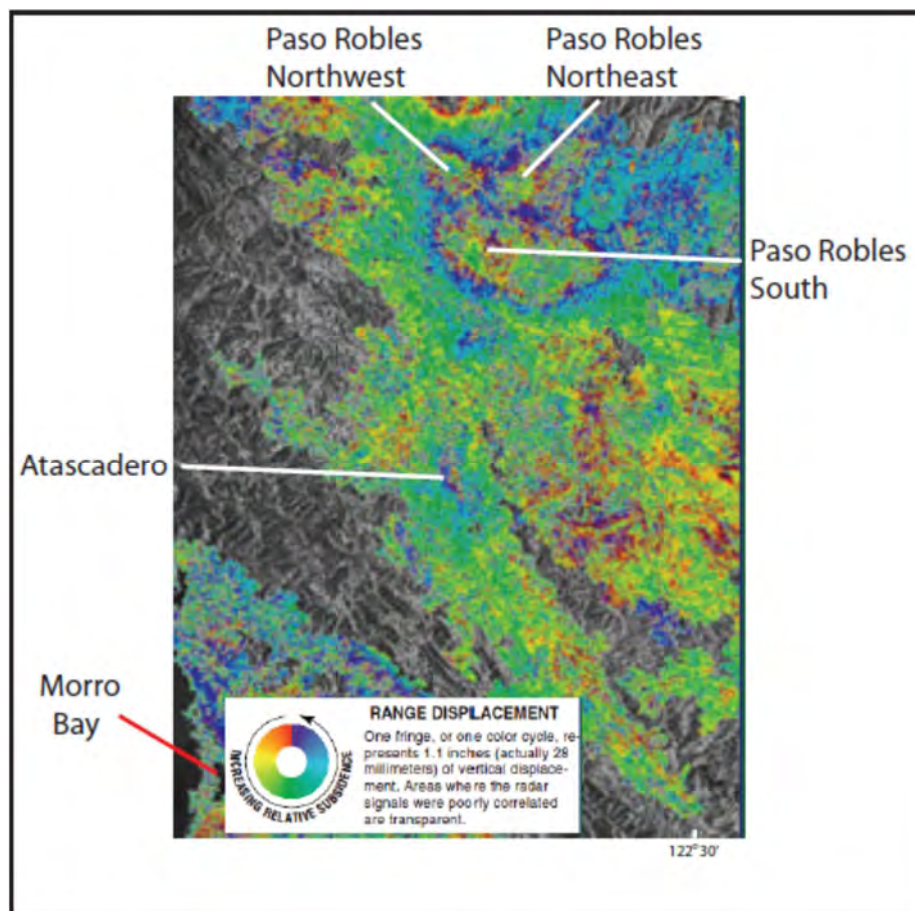 Paso Robles
Northwest
Paso Robles
Northeast
Paso Robles
South
Atascadero
Morro
Bay
RANGE DISPLACEMENT
One fringe, or one color cycle, re-
presents 1.1 inches (actually 28
millimeters) of vertical displace-
ment. Areas where the radar
signals were poorly correlated
are transparent.
INCREASING RELATIVE SUBSIDENCE
122°30'